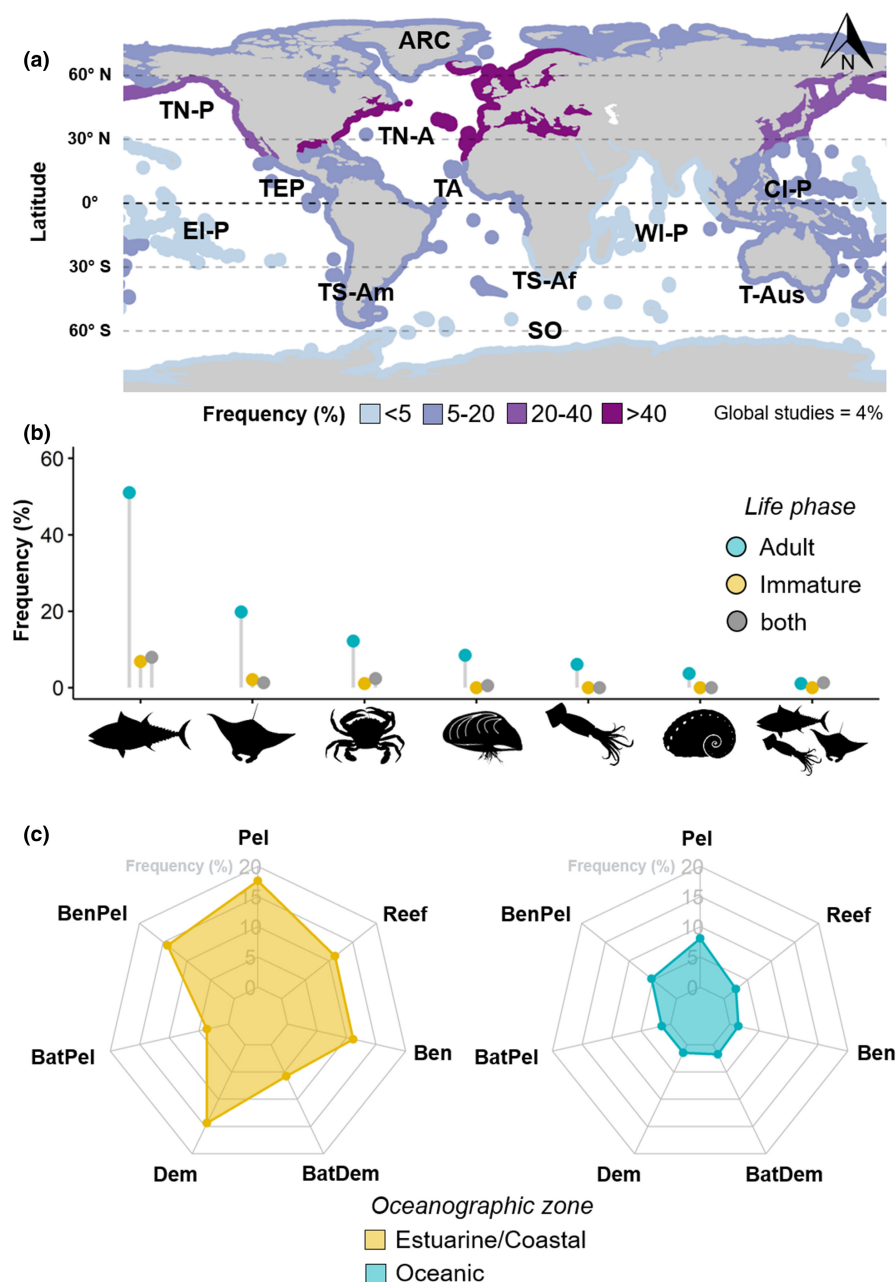 (a)
ARC
N
60° N
TN-P
TN-A
30° N
TEP
TA
CI-P
0°
Latitude
EI-P
WI-P
30° S
TS-Am
TS-Af
T-Aus
60° S
SO
Frequency (%) <5 5-20 20-40 >40 Global studies = 4%
(b)
60
40
20
0
Frequency (%)
Life phase
Adult
Immature
both
(c)
Pel
Frequency (%) 20
15
10
5
0
BenPel
Reef
BatPel
Ben
Dem
BatDem
Pel
Frequency (%) 20
15
10
5
0
BenPel
Reef
BatPel
Ben
Dem
BatDem
Oceanographic zone
Estuarine/Coastal
Oceanic